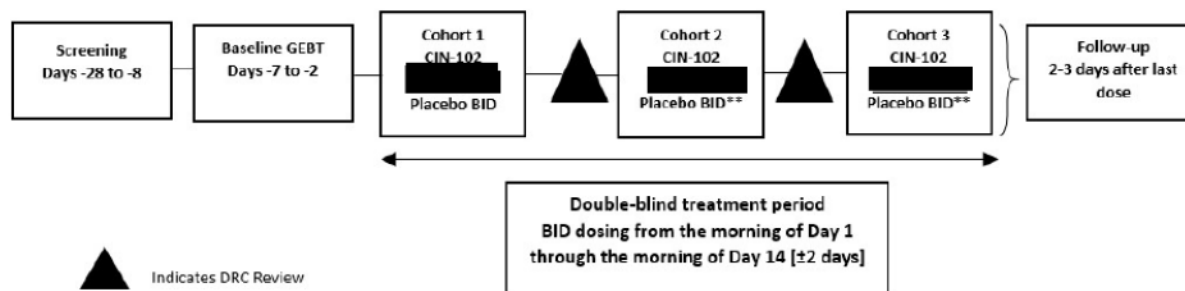 Screening
Days -28 to -8
Baseline GEBT
Days -7 to -2
Cohort 1
CIN-102
Placebo BID
Cohort 2
CIN-102
Placebo BID**
Cohort 3
CIN-102
Placebo BID**
Follow-up
2-3 days after last
dose
Double-blind treatment period
BID dosing from the morning of Day 1
through the morning of Day 14 [±2 days]
Indicates DRC Review